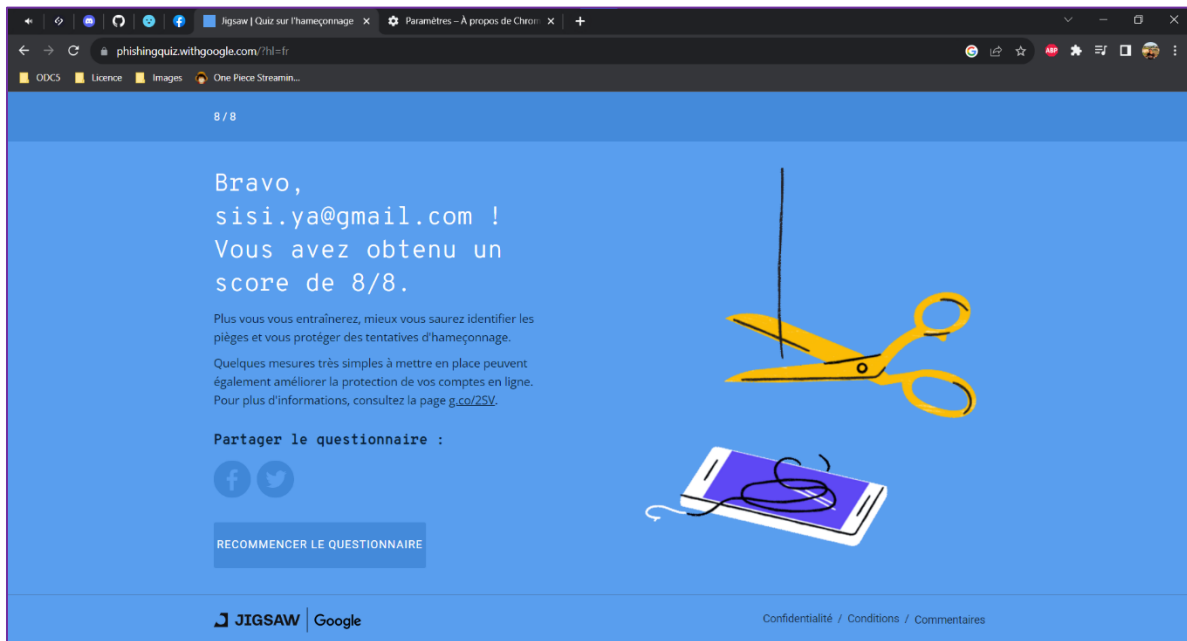 Jigsaw | Quiz sur l'hameçonnage
Paramètres – À propos de Chrom
phishingquiz.withgoogle.com/?hl=fr
ABP
ODC5
Licence
Images
One Piece Streamin...
8 / 8
Bravo,
sisi.ya@gmail.com !
Vous avez obtenu un
score de 8/8.
Plus vous vous entraînerez, mieux vous saurez identifier les
pièges et vous protéger des tentatives d'hameçonnage.
Quelques mesures très simples à mettre en place peuvent
également améliorer la protection de vos comptes en ligne.
Pour plus d'informations, consultez la page g.co/2SV.
Partager le questionnaire :
RECOMMENCER LE QUESTIONNAIRE
JIGSAW | Google
Confidentialité / Conditions / Commentaires